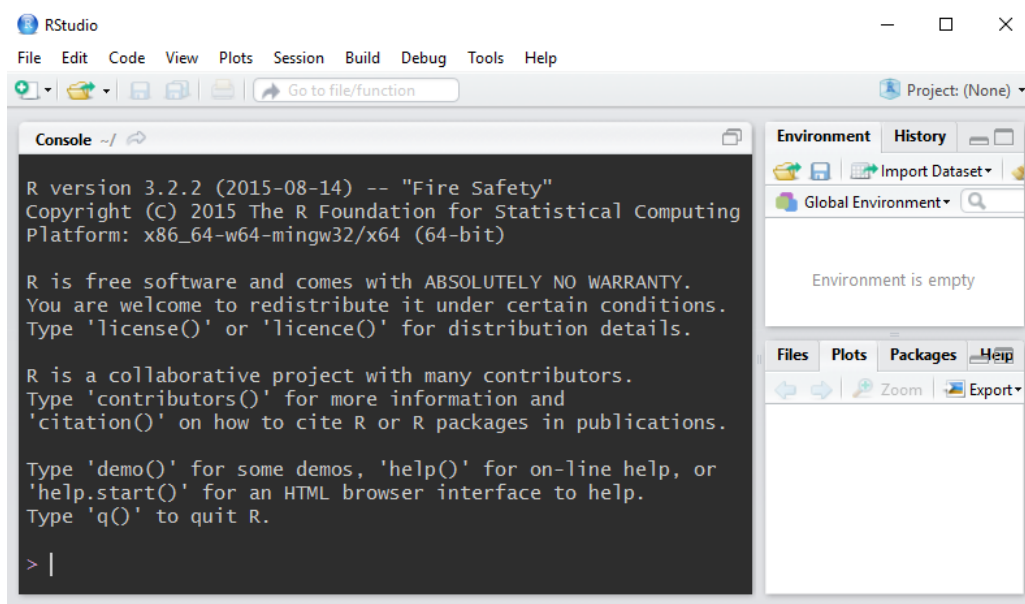 RStudio
File Edit Code View Plots Session Build Debug Tools Help
Go to file/function
Project: (None)
Console ~/
R version 3.2.2 (2015-08-14) -- "Fire Safety"
Copyright (C) 2015 The R Foundation for Statistical Computing
Platform: x86_64-w64-mingw32/x64 (64-bit)
R is free software and comes with ABSOLUTELY NO WARRANTY.
You are welcome to redistribute it under certain conditions.
Type 'license()' or 'licence()' for distribution details.
R is a collaborative project with many contributors.
Type 'contributors()' for more information and
'citation()' on how to cite R or R packages in publications.
Type 'demo()' for some demos, 'help()' for on-line help, or
'help.start()' for an HTML browser interface to help.
Type 'q()' to quit R.
>
Environment History
Import Dataset
Global Environment
Environment is empty
Files Plots Packages Help
Zoom Export